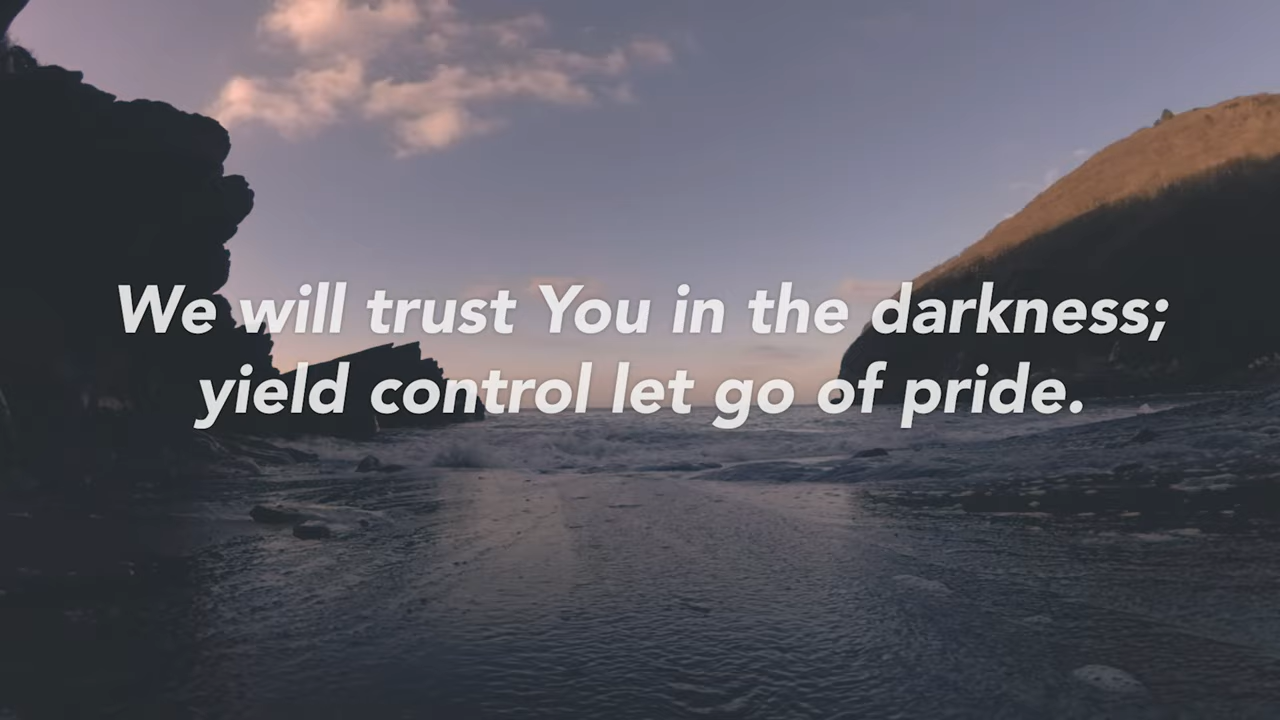 We will trust You in the darkness;
yield control let go of pride.